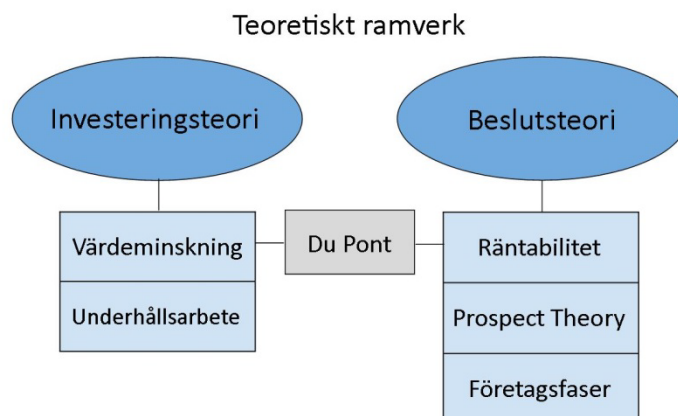 Teoretiskt ramverk
Investeringsteori
Beslutsteori
Värdeminskning
Du Pont
Räntabilitet
Underhållsarbete
Prospect Theory
Företagsfaser